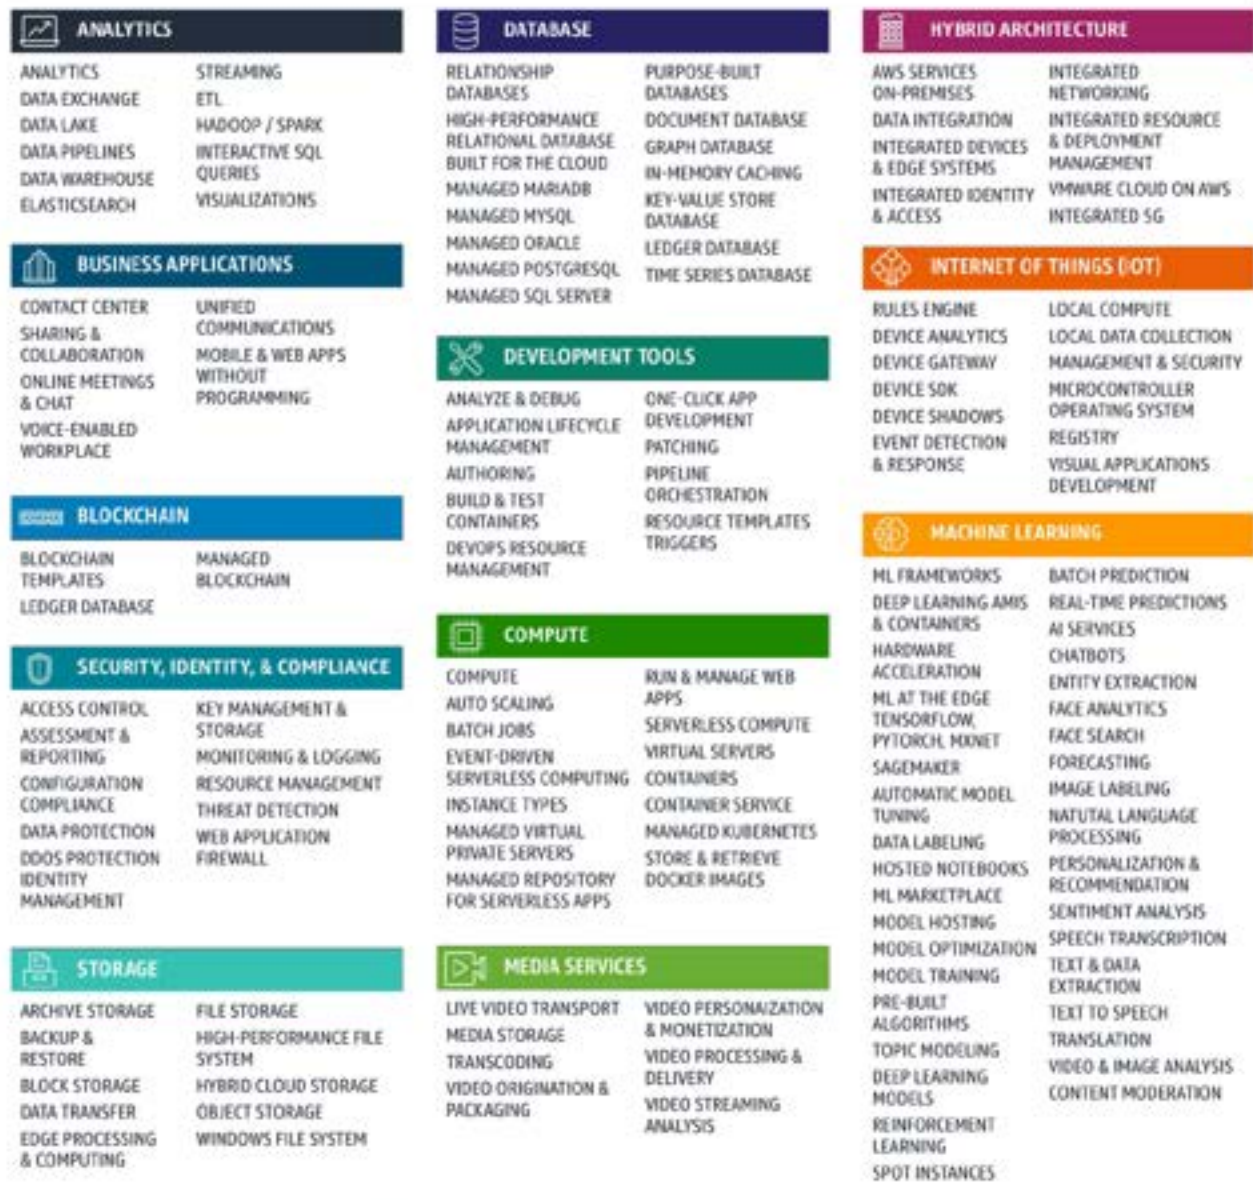 ANALYTICS
ANALYTICS
DATA EXCHANGE
DATA LAKE
DATA PIPELINES
DATA WAREHOUSE
ELASTICSEARCH
STREAMING
ETL
HADOOP / SPARK
INTERACTIVE SQL
QUERIES
VISUALIZATIONS
BUSINESS APPLICATIONS
CONTACT CENTER
SHARING &
COLLABORATION
ONLINE MEETINGS
& CHAT
VOICE-ENABLED
WORKPLACE
UNIFIED
COMMUNICATIONS
MOBILE & WEB APPS
WITHOUT
PROGRAMMING
BLOCKCHAIN
BLOCKCHAIN
TEMPLATES
LEDGER DATABASE
MANAGED
BLOCKCHAIN
SECURITY, IDENTITY, & COMPLIANCE
ACCESS CONTROL
ASSESSMENT &
REPORTING
CONFIGURATION
COMPLIANCE
DATA PROTECTION
DDOS PROTECTION
IDENTITY
MANAGEMENT
KEY MANAGEMENT &
STORAGE
MONITORING & LOGGING
RESOURCE MANAGEMENT
THREAT DETECTION
WEB APPLICATION
FIREWALL
STORAGE
ARCHIVE STORAGE
BACKUP &
RESTORE
BLOCK STORAGE
DATA TRANSFER
EDGE PROCESSING
& COMPUTING
FILE STORAGE
HIGH-PERFORMANCE FILE
SYSTEM
HYBRID CLOUD STORAGE
OBJECT STORAGE
WINDOWS FILE SYSTEM
DATABASE
RELATIONSHIP
DATABASES
HIGH-PERFORMANCE
RELATIONAL DATABASE
BUILT FOR THE CLOUD
MANAGED MARIADB
MANAGED MYSQL
MANAGED ORACLE
MANAGED POSTGRESQL
MANAGED SQL SERVER
PURPOSE-BUILT
DATABASES
DOCUMENT DATABASE
GRAPH DATABASE
IN-MEMORY CACHING
KEY-VALUE STORE
DATABASE
LEDGER DATABASE
TIME SERIES DATABASE
DEVELOPMENT TOOLS
ANALYZE & DEBUG
APPLICATION LIFECYCLE
MANAGEMENT
AUTHORING
BUILD & TEST
CONTAINERS
DEVOPS RESOURCE
MANAGEMENT
ONE-CLICK APP
DEVELOPMENT
PATCHING
PIPELINE
ORCHESTRATION
RESOURCE TEMPLATES
TRIGGERS
COMPUTE
COMPUTE
AUTO SCALING
BATCH JOBS
EVENT-DRIVEN
SERVERLESS COMPUTING
INSTANCE TYPES
MANAGED VIRTUAL
PRIVATE SERVERS
MANAGED REPOSITORY
FOR SERVERLESS APPS
RUN & MANAGE WEB
APPS
SERVERLESS COMPUTE
VIRTUAL SERVERS
CONTAINERS
CONTAINER SERVICE
MANAGED KUBERNETES
STORE & RETRIEVE
DOCKER IMAGES
MEDIA SERVICES
LIVE VIDEO TRANSPORT
MEDIA STORAGE
TRANSCODING
VIDEO ORIGINATION &
PACKAGING
VIDEO PERSONAIZATION
& MONETIZATION
VIDEO PROCESSING &
DELIVERY
VIDEO STREAMING
ANALYSIS
HYBRID ARCHITECTURE
AWS SERVICES
ON-PREMISES
DATA INTEGRATION
INTEGRATED DEVICES
& EDGE SYSTEMS
INTEGRATED IDENTITY
& ACCESS
INTEGRATED
NETWORKING
INTEGRATED RESOURCE
& DEPLOYMENT
MANAGEMENT
VMWARE CLOUD ON AWS
INTEGRATED 5G
INTERNET OF THINGS (IOT)
RULES ENGINE
DEVICE ANALYTICS
DEVICE GATEWAY
DEVICE SDK
DEVICE SHADOWS
EVENT DETECTION
& RESPONSE
LOCAL COMPUTE
LOCAL DATA COLLECTION
MANAGEMENT & SECURITY
MICROCONTROLLER
OPERATING SYSTEM
REGISTRY
VISUAL APPLICATIONS
DEVELOPMENT
MACHINE LEARNING
ML FRAMEWORKS
DEEP LEARNING AMIS
& CONTAINERS
HARDWARE
ACCELERATION
ML AT THE EDGE
TENSORFLOW,
PYTORCH, MXNET
SAGEMAKER
AUTOMATIC MODEL
TUNING
DATA LABELING
HOSTED NOTEBOOKS
ML MARKETPLACE
MODEL HOSTING
MODEL OPTIMIZATION
MODEL TRAINING
PRE-BUILT
ALGORITHMS
TOPIC MODELING
DEEP LEARNING
MODELS
REINFORCEMENT
LEARNING
SPOT INSTANCES
BATCH PREDICTION
REAL-TIME PREDICTIONS
AI SERVICES
CHATBOTS
ENTITY EXTRACTION
FACE ANALYTICS
FACE SEARCH
FORECASTING
IMAGE LABELING
NATUTAL LANGUAGE
PROCESSING
PERSONALIZATION &
RECOMMENDATION
SENTIMENT ANALYSIS
SPEECH TRANSCRIPTION
TEXT & DATA
EXTRACTION
TEXT TO SPEECH
TRANSLATION
VIDEO & IMAGE ANALYSIS
CONTENT MODERATION